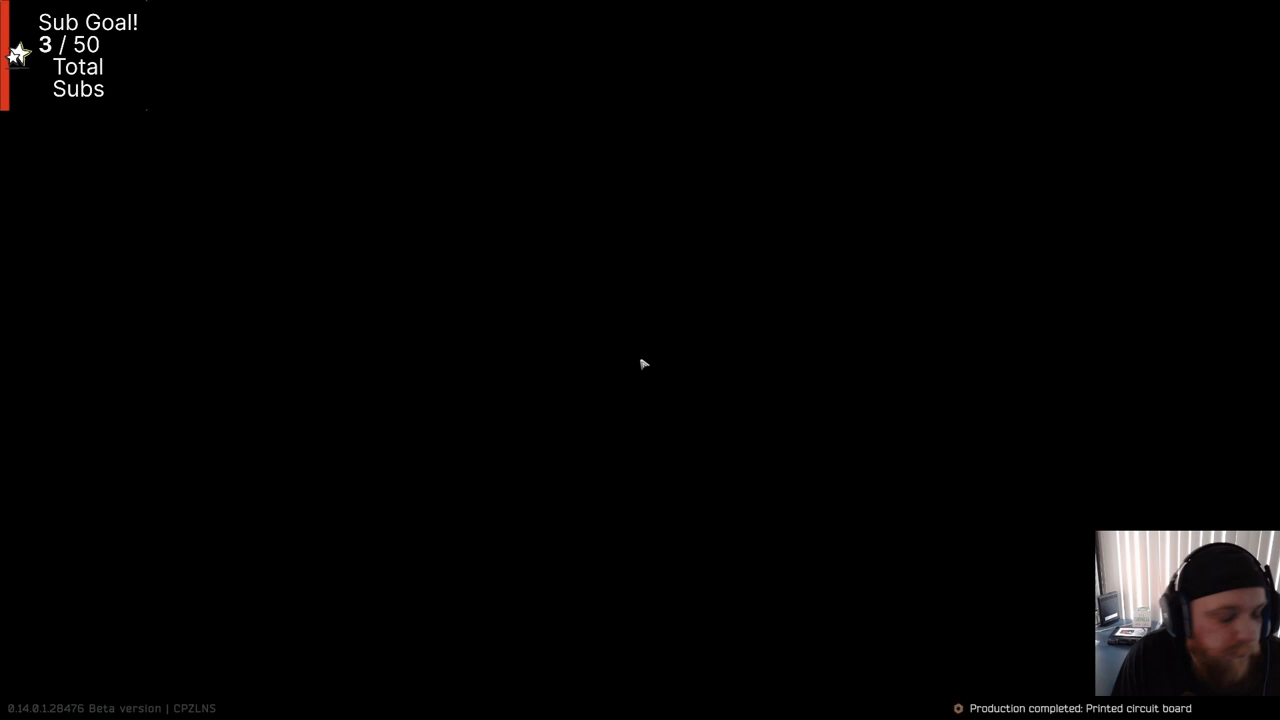 Sub Goal!
3 / 50
Total
Subs
0.14.0.1.28476 Beta version | CPZLNS
Production completed: Printed circuit board